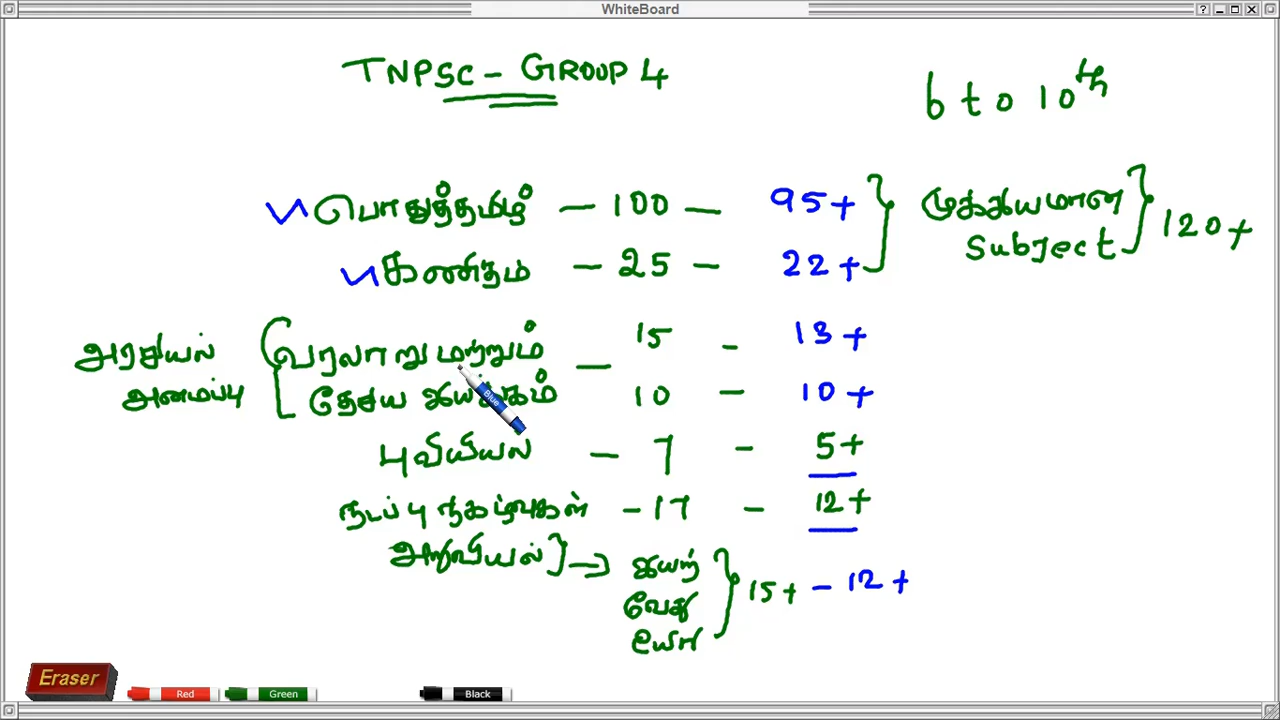 WhiteBoard
TNPSC - GROUP 4
6 to 10th
பொதுத்தமிழ் - 100 - 95+ } முக்கியமான Subject } 120+
கணிதம் - 25 - 22+
அரசியல் அமைப்பு
வரலாறு மற்றும் - 15 - 13+
தேசிய இயக்கம் 10 - 10+
புவியியல் - 7 - 5+
நடப்பு நிகழ்வுகள் - 17 - 12+
அறிவியல் } → இயற் வேதி உயி } 15+ - 12+
Eraser Red Green Blue Black